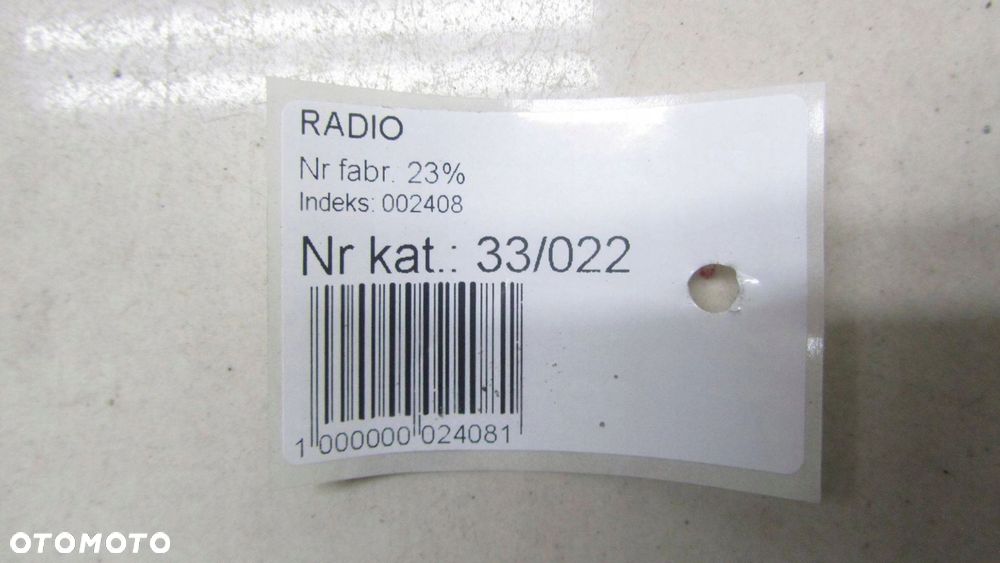 RADIO
Nr fabr. 23%
Indeks: 002408
Nr kat.: 33/022
1 000000 024081
OTOMOTO